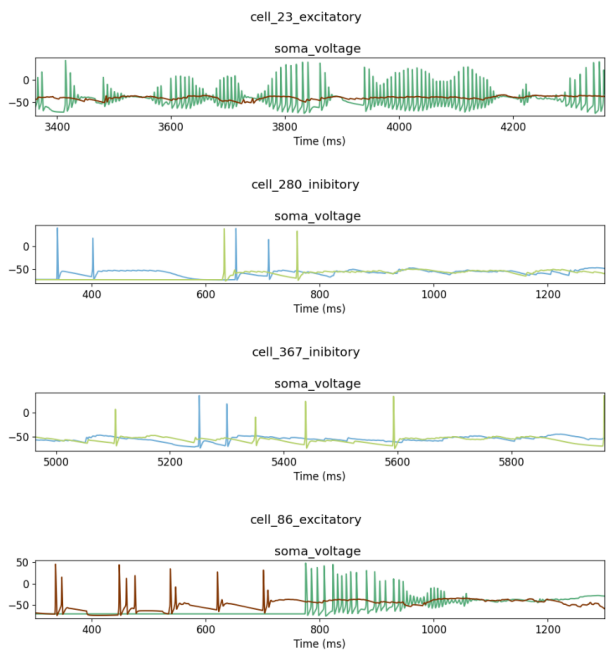 cell_23_excitatory
soma_voltage
0
−50
3400 3600 3800 4000 4200
Time (ms)
cell_280_inibitory
soma_voltage
0
−50
400 600 800 1000 1200
Time (ms)
cell_367_inibitory
soma_voltage
0
−50
5000 5200 5400 5600 5800
Time (ms)
cell_86_excitatory
soma_voltage
50
0
−50
400 600 800 1000 1200
Time (ms)